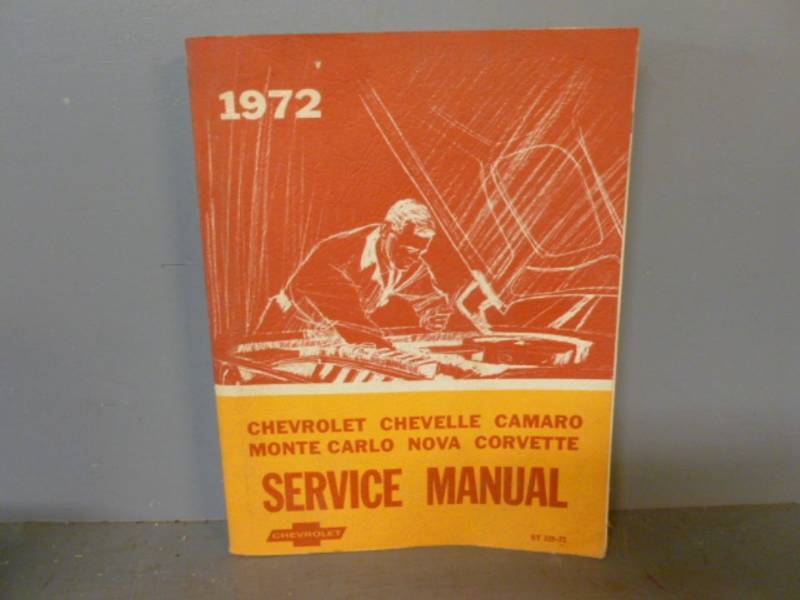 1972
CHEVROLET CHEVELLE CAMARO
MONTE CARLO NOVA CORVETTE
SERVICE MANUAL
CHEVROLET